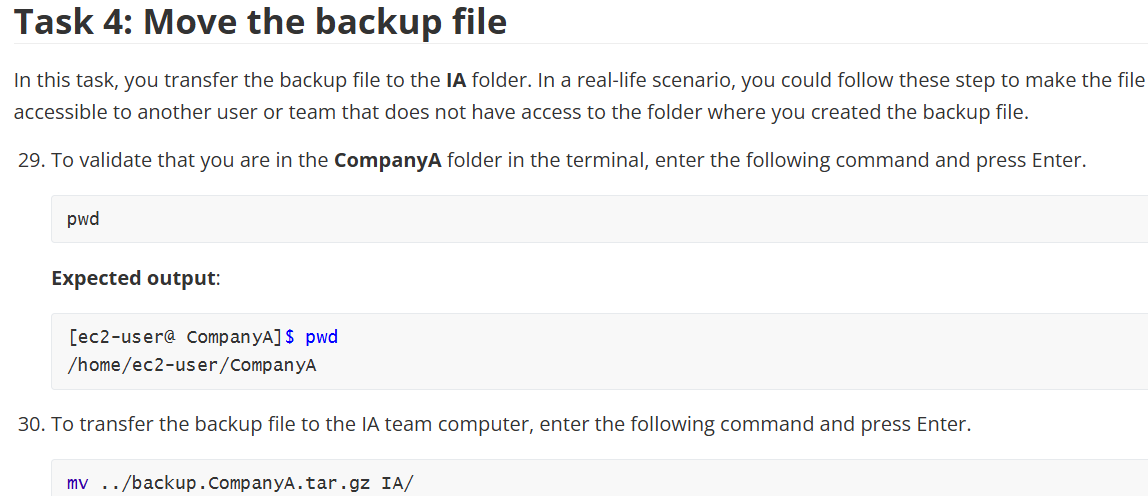 Task 4: Move the backup file
In this task, you transfer the backup file to the IA folder. In a real-life scenario, you could follow these step to make the file
accessible to another user or team that does not have access to the folder where you created the backup file.
29. To validate that you are in the CompanyA folder in the terminal, enter the following command and press Enter.
pwd
Expected output:
[ec2-user@ CompanyA]$ pwd
/home/ec2-user/CompanyA
30. To transfer the backup file to the IA team computer, enter the following command and press Enter.
mv ../backup.CompanyA.tar.gz IA/